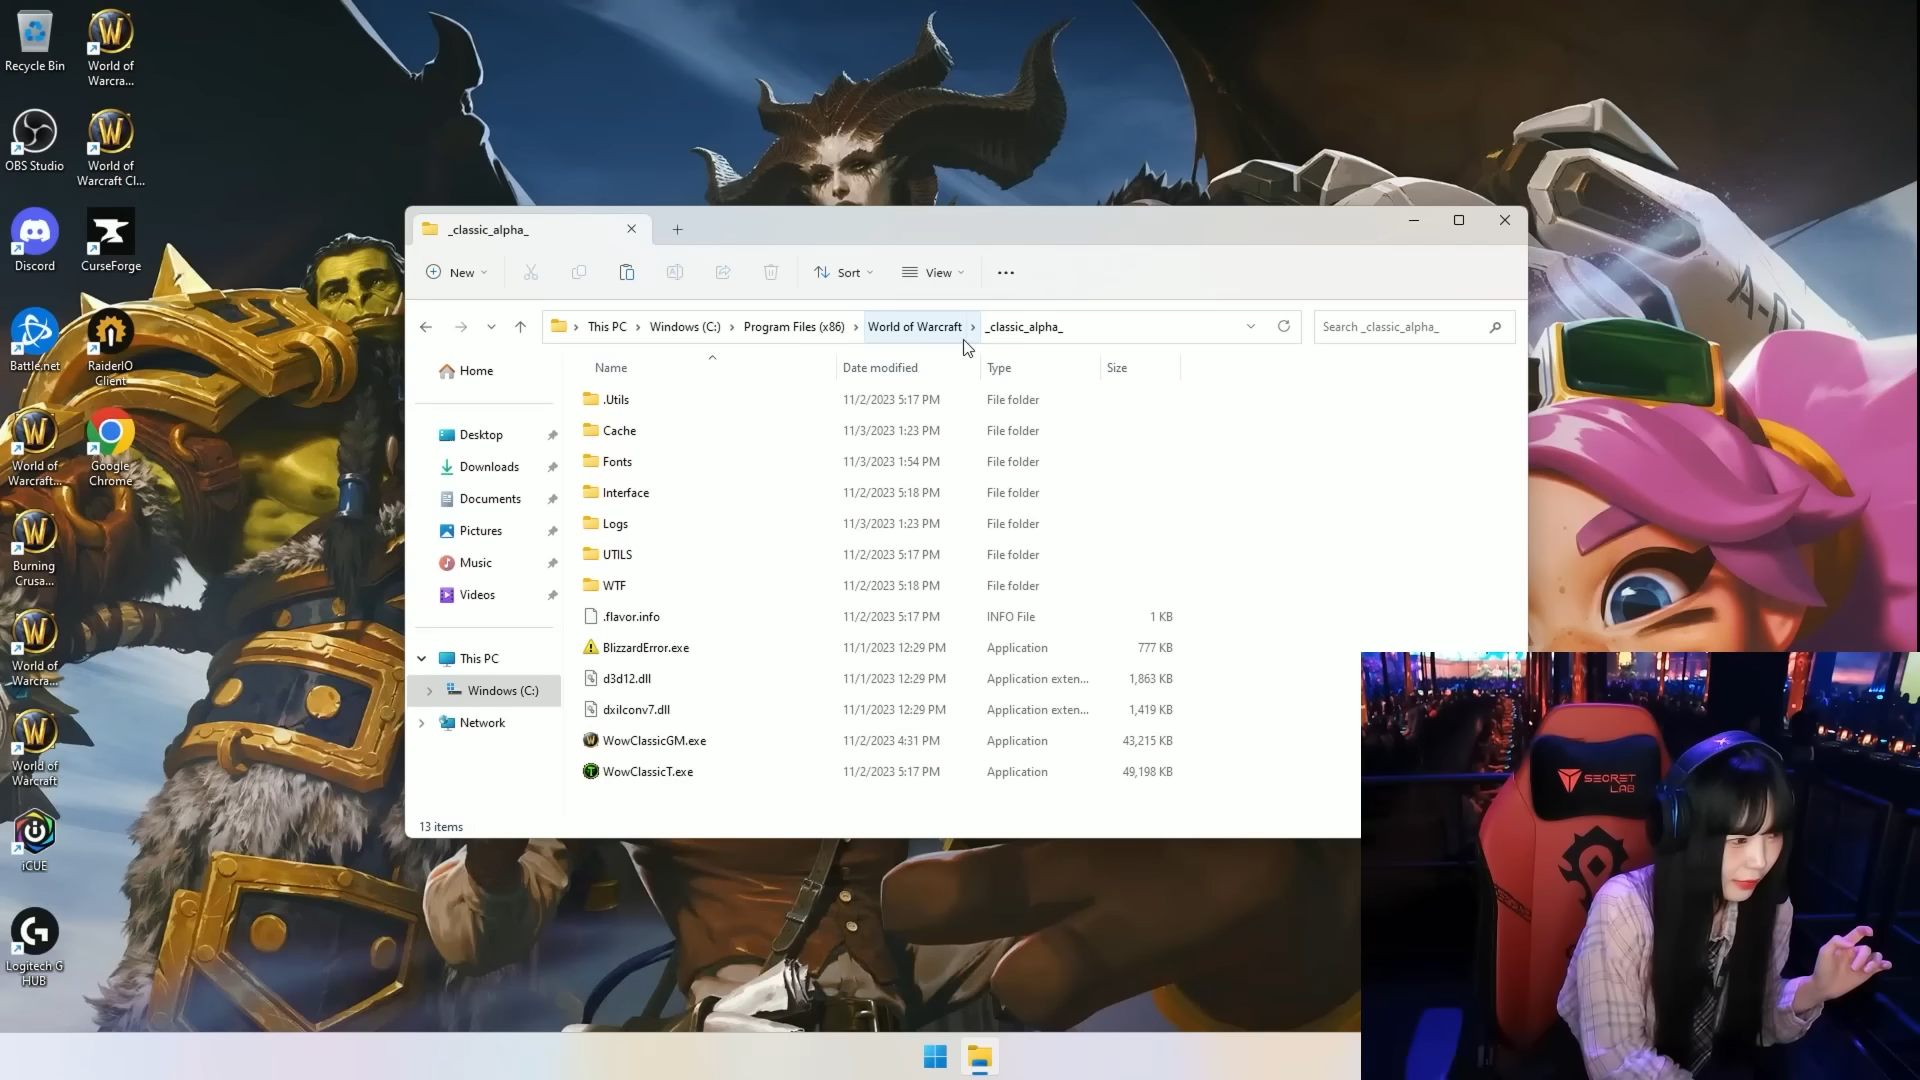 Recycle Bin
World of
Warcra...
OBS Studio
World of
Warcraft Cl...
Discord
CurseForge
Battle.net
RaiderIO
Client
World of
Warcraft...
Google
Chrome
Burning
Crusa...
World of
Warcra...
World of
Warcraft
iCUE
Logitech G
HUB
_classic_alpha_
New
Sort
View
This PC
Windows (C:)
Program Files (x86)
World of Warcraft
_classic_alpha_
Search _classic_alpha_
Home
Desktop
Downloads
Documents
Pictures
Music
Videos
This PC
Windows (C:)
Network
Name Date modified Type Size
.Utils 11/2/2023 5:17 PM File folder
Cache 11/3/2023 1:23 PM File folder
Fonts 11/3/2023 1:54 PM File folder
Interface 11/2/2023 5:18 PM File folder
Logs 11/3/2023 1:23 PM File folder
UTILS 11/2/2023 5:17 PM File folder
WTF 11/2/2023 5:18 PM File folder
.flavor.info 11/2/2023 5:17 PM INFO File 1 KB
BlizzardError.exe 11/1/2023 12:29 PM Application 777 KB
d3d12.dll 11/1/2023 12:29 PM Application exten... 1,863 KB
dxilconv7.dll 11/1/2023 12:29 PM Application exten... 1,419 KB
WowClassicGM.exe 11/2/2023 4:31 PM Application 43,215 KB
WowClassicT.exe 11/2/2023 5:17 PM Application 49,198 KB
13 items
SECRET
LAB